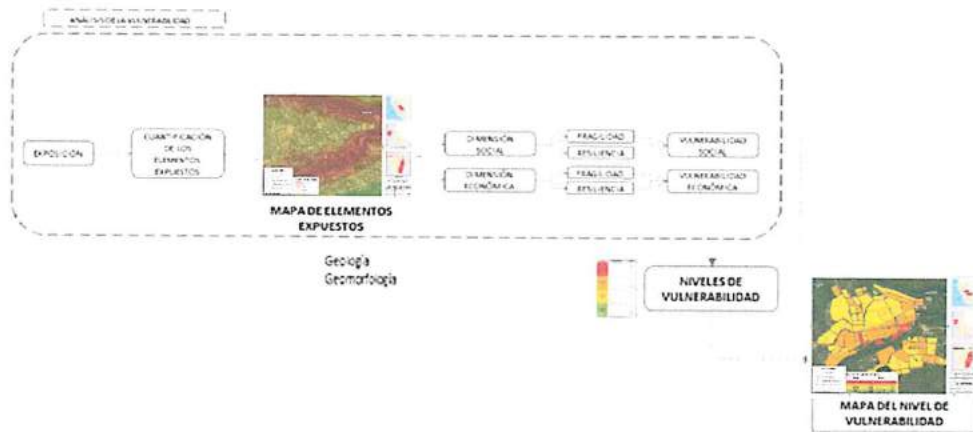 ANÁLISIS DE LA VULNERABILIDAD
EXPOSICIÓN
CUANTIFICACIÓN
DE LOS
ELEMENTOS
EXPUESTOS
MAPA DE ELEMENTOS
EXPUESTOS
DIMENSIÓN
SOCIAL
FRAGILIDAD
RESILIENCIA
VULNERABILIDAD
SOCIAL
DIMENSIÓN
ECONÓMICA
FRAGILIDAD
RESILIENCIA
VULNERABILIDAD
ECONÓMICA
Geología
Geomorfología
NIVELES DE
VULNERABILIDAD
MAPA DEL NIVEL DE
VULNERABILIDAD